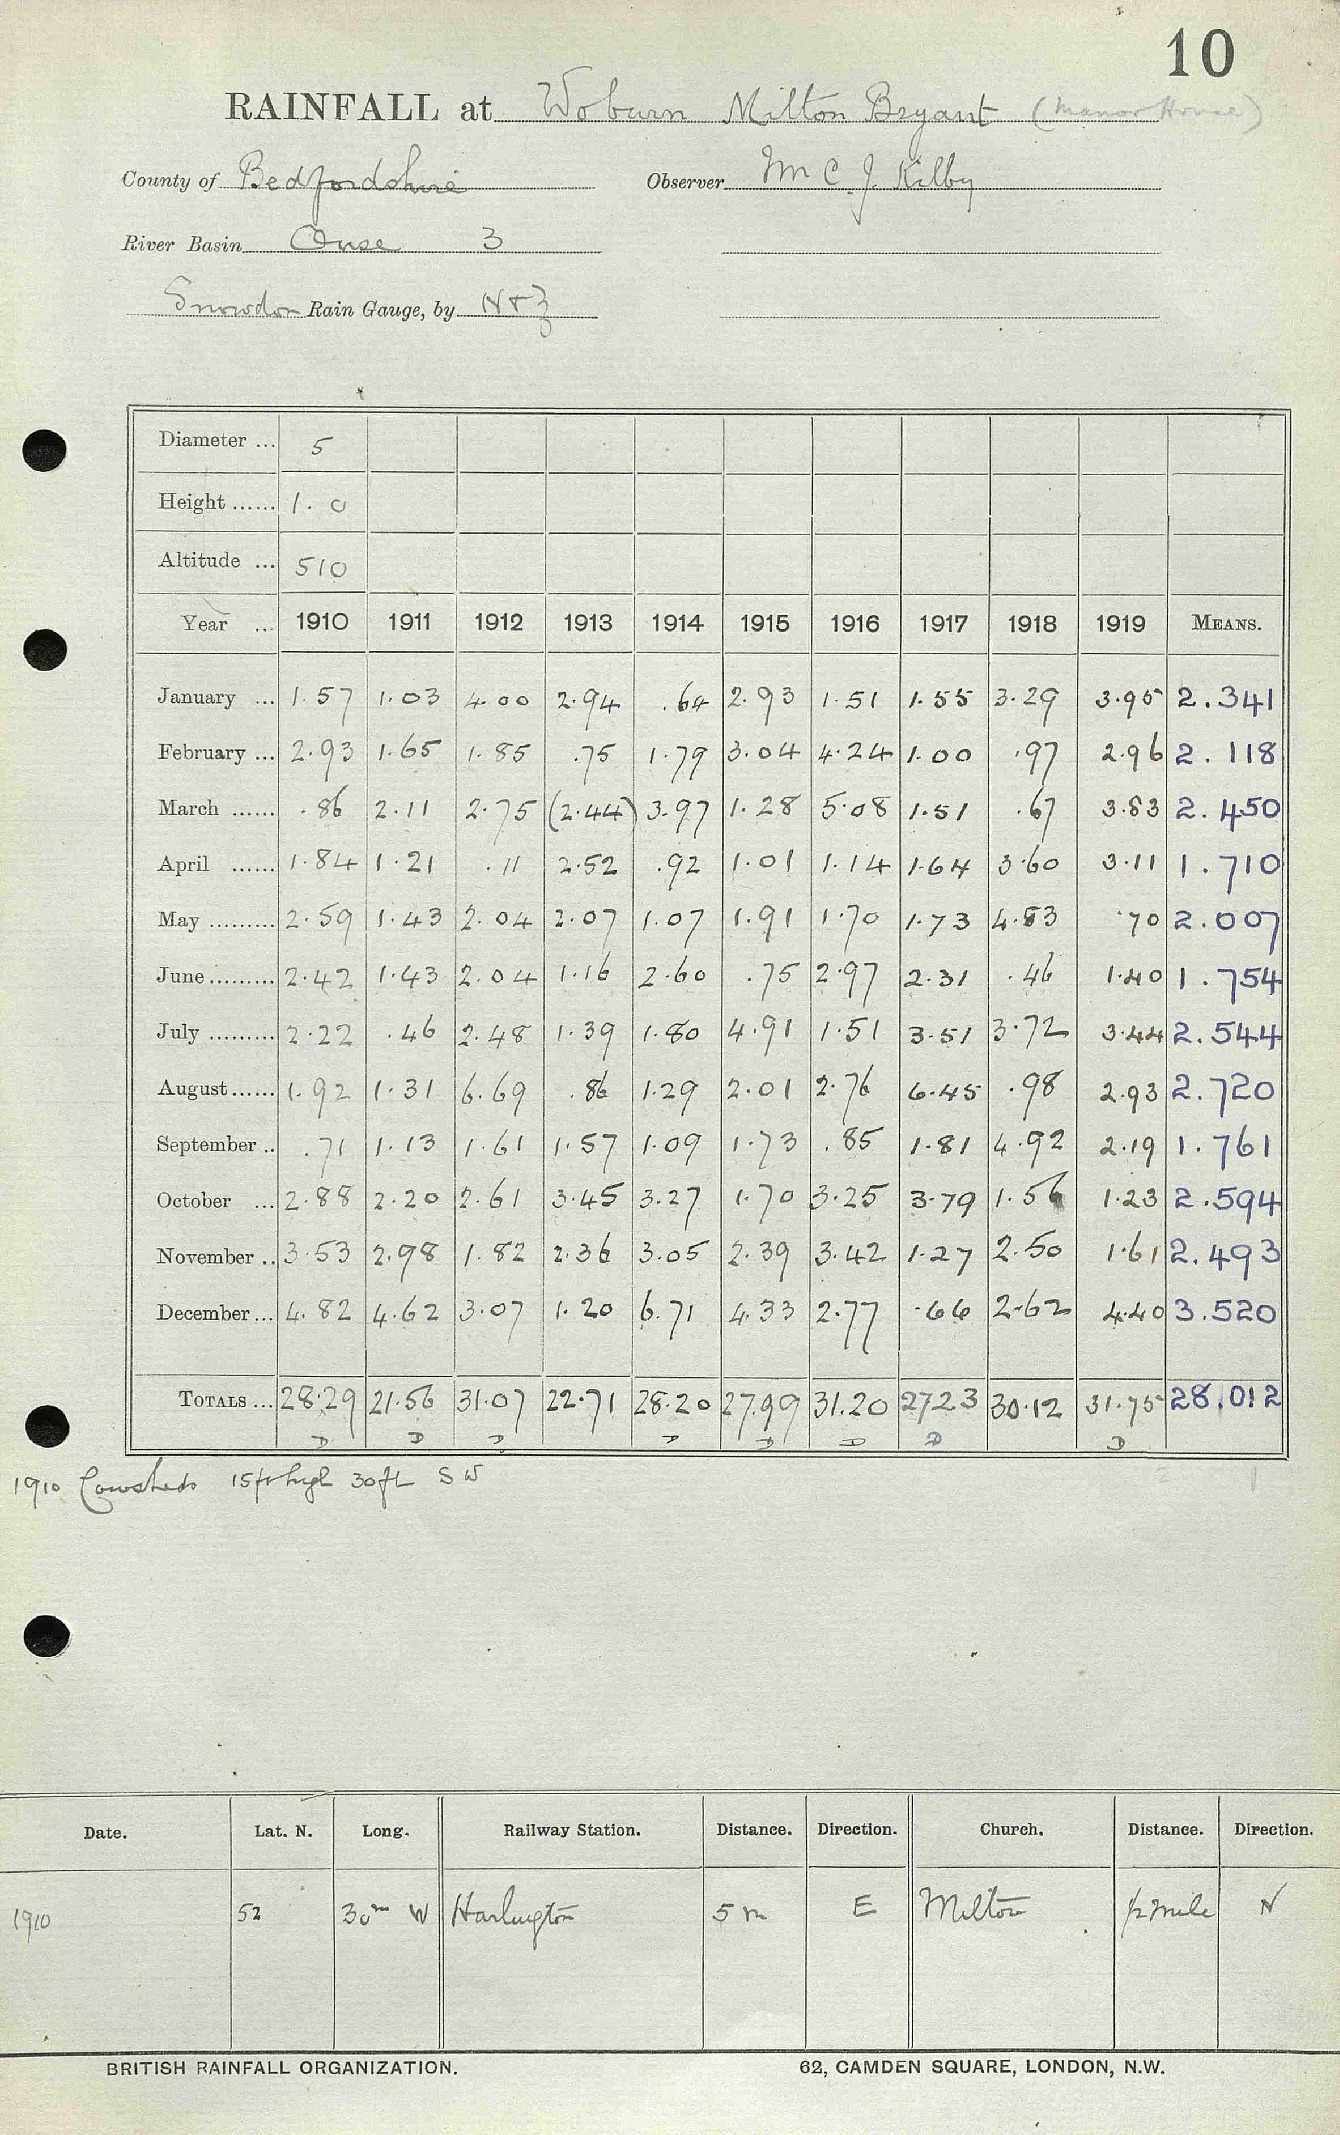 10
RAINFALL at Woburn Milton Bryant (Manor House)
County of Bedfordshire Observer Wm C. J. Kilby
River Basin Ouse 3
Snowdon Rain Gauge, by N & Z
Diameter ... 5
Height ...... 1. 0
Altitude ... 510
Year ... 1910 1911 1912 1913 1914 1915 1916 1917 1918 1919 MEANS.
January ... 1.57 1.03 4.00 2.94 .64 2.93 1.51 1.55 3.29 3.95 2.341
February ... 2.93 1.65 1.85 .75 1.79 3.04 4.24 1.00 .97 2.96 2.118
March ...... .86 2.11 2.75 (2.44) 3.97 1.28 5.08 1.51 .67 3.83 2.450
April ...... 1.84 1.21 .11 2.52 .92 1.01 1.14 1.64 3.60 3.11 1.710
May ......... 2.59 1.43 2.04 2.07 1.07 1.91 1.70 1.73 4.83 .70 2.007
June ......... 2.42 1.43 2.04 1.16 2.60 .75 2.97 2.31 .46 1.40 1.754
July ......... 2.22 .46 2.48 1.39 1.80 4.91 1.51 3.51 3.72 3.44 2.544
August ...... 1.92 1.31 6.69 .86 1.29 2.01 2.76 6.45 .98 2.93 2.720
September .. .71 1.13 1.61 1.57 1.09 1.73 .85 1.81 4.92 2.19 1.761
October ... 2.88 2.20 2.61 3.45 3.27 1.70 3.25 3.79 1.56 1.23 2.594
November .. 3.53 2.98 1.82 2.36 3.05 2.39 3.42 1.27 2.50 1.61 2.493
December ... 4.82 4.62 3.07 1.20 6.71 4.33 2.77 .66 2.62 4.40 3.520
TOTALS ... 28.29 21.56 31.07 22.71 28.20 27.99 31.20 27.23 30.12 31.75 28.012
D D D D D D D D
1910 Cowsheds 15ft high 30ft SW
Date. Lat. N. Long. Railway Station. Distance. Direction. Church. Distance. Direction.
1910 52 30m W Harlington 5 m E Milton 1/2 mile N
BRITISH RAINFALL ORGANIZATION. 62, CAMDEN SQUARE, LONDON, N.W.